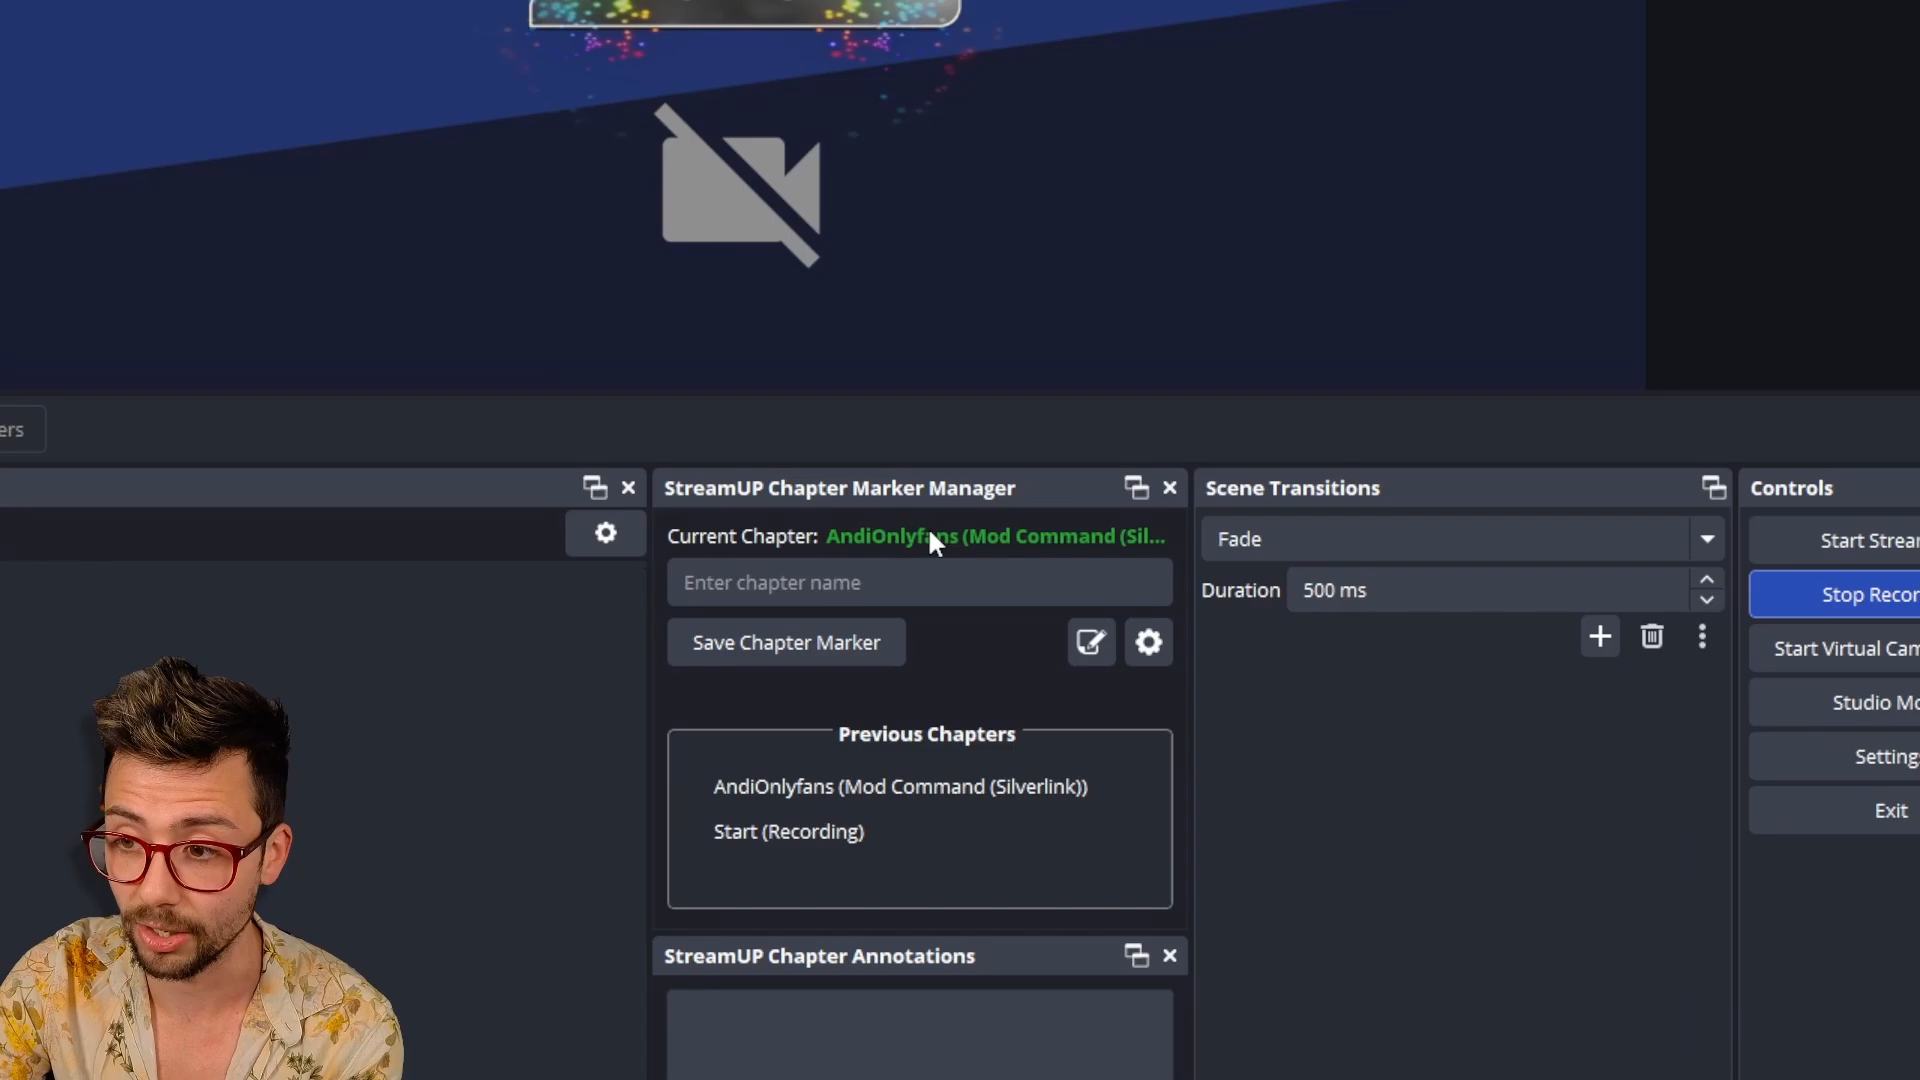 ers
StreamUP Chapter Marker Manager
Current Chapter: AndiOnlyfans (Mod Command (Sil...
Enter chapter name
Save Chapter Marker
Previous Chapters
AndiOnlyfans (Mod Command (Silverlink))
Start (Recording)
StreamUP Chapter Annotations
Scene Transitions
Fade
Duration 500 ms
Controls
Start Strear
Stop Recor
Start Virtual Cam
Studio Mo
Settings
Exit